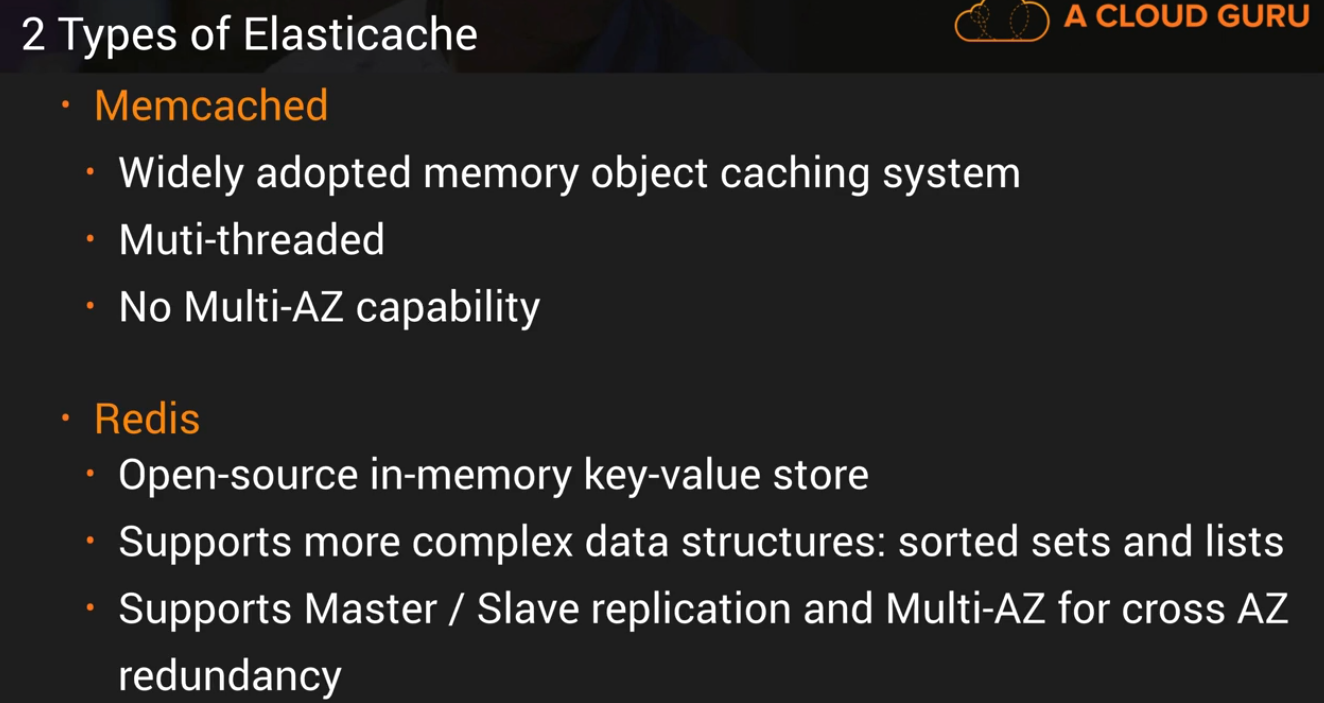 2 Types of Elasticache
A CLOUD GURU
• Memcached
• Widely adopted memory object caching system
• Muti-threaded
• No Multi-AZ capability
• Redis
• Open-source in-memory key-value store
• Supports more complex data structures: sorted sets and lists
• Supports Master / Slave replication and Multi-AZ for cross AZ
redundancy